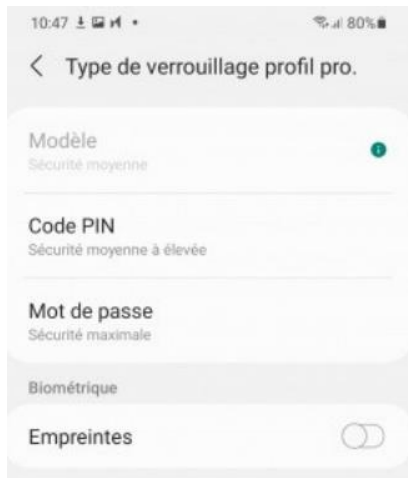 10:47 80%
Type de verrouillage profil pro.
Modèle
Sécurité moyenne
Code PIN
Sécurité moyenne à élevée
Mot de passe
Sécurité maximale
Biométrique
Empreintes